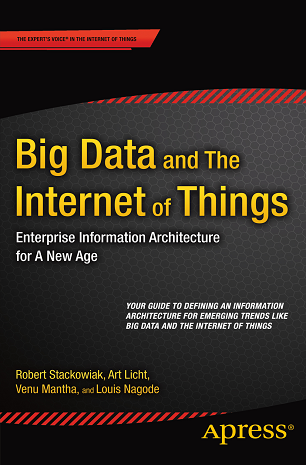 THE EXPERT'S VOICE® IN THE INTERNET OF THINGS
Big Data and The
Internet of Things
Enterprise Information Architecture
for A New Age
YOUR GUIDE TO DEFINING AN INFORMATION
ARCHITECTURE FOR EMERGING TRENDS LIKE
BIG DATA AND THE INTERNET OF THINGS
Robert Stackowiak, Art Licht,
Venu Mantha, and Louis Nagode
Apress®